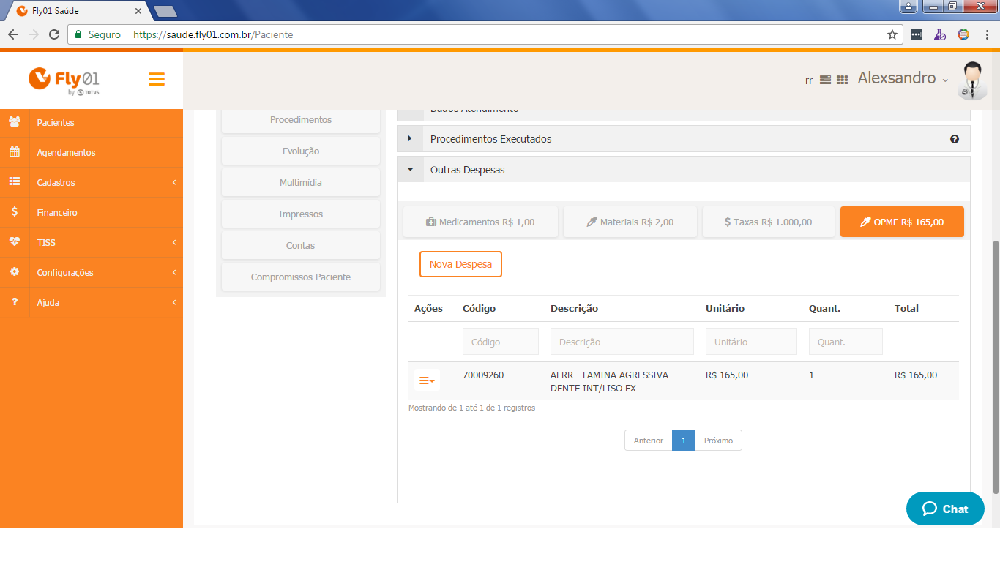 Fly01 Saúde
Seguro https://saude.fly01.com.br/Paciente
Fly01
by TOTVS
rr Alexsandro
Pacientes
Agendamentos
Cadastros
Financeiro
TISS
Configurações
Ajuda
Procedimentos
Evolução
Multimídia
Impressos
Contas
Compromissos Paciente
Dados Atendimento
Procedimentos Executados
Outras Despesas
Medicamentos R$ 1,00 Materiais R$ 2,00 $ Taxas R$ 1.000,00 OPME R$ 165,00
Nova Despesa
Ações Código Descrição Unitário Quant. Total
Código Descrição Unitário Quant.
70009260 AFRR - LAMINA AGRESSIVA R$ 165,00 1 R$ 165,00
DENTE INT/LISO EX
Mostrando de 1 até 1 de 1 registros
Anterior 1 Próximo
Chat